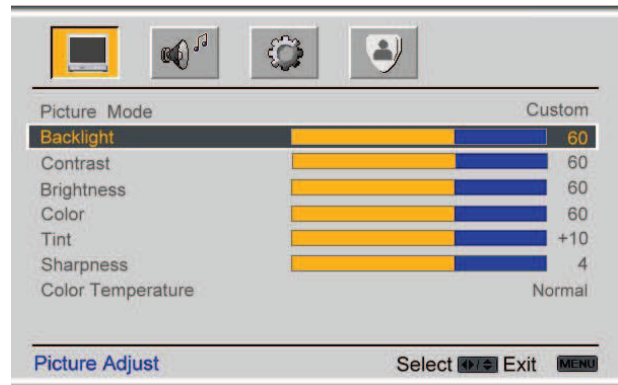 Picture Mode Custom
Backlight 60
Contrast 60
Brightness 60
Color 60
Tint +10
Sharpness 4
Color Temperature Normal
Picture Adjust Select Exit MENU